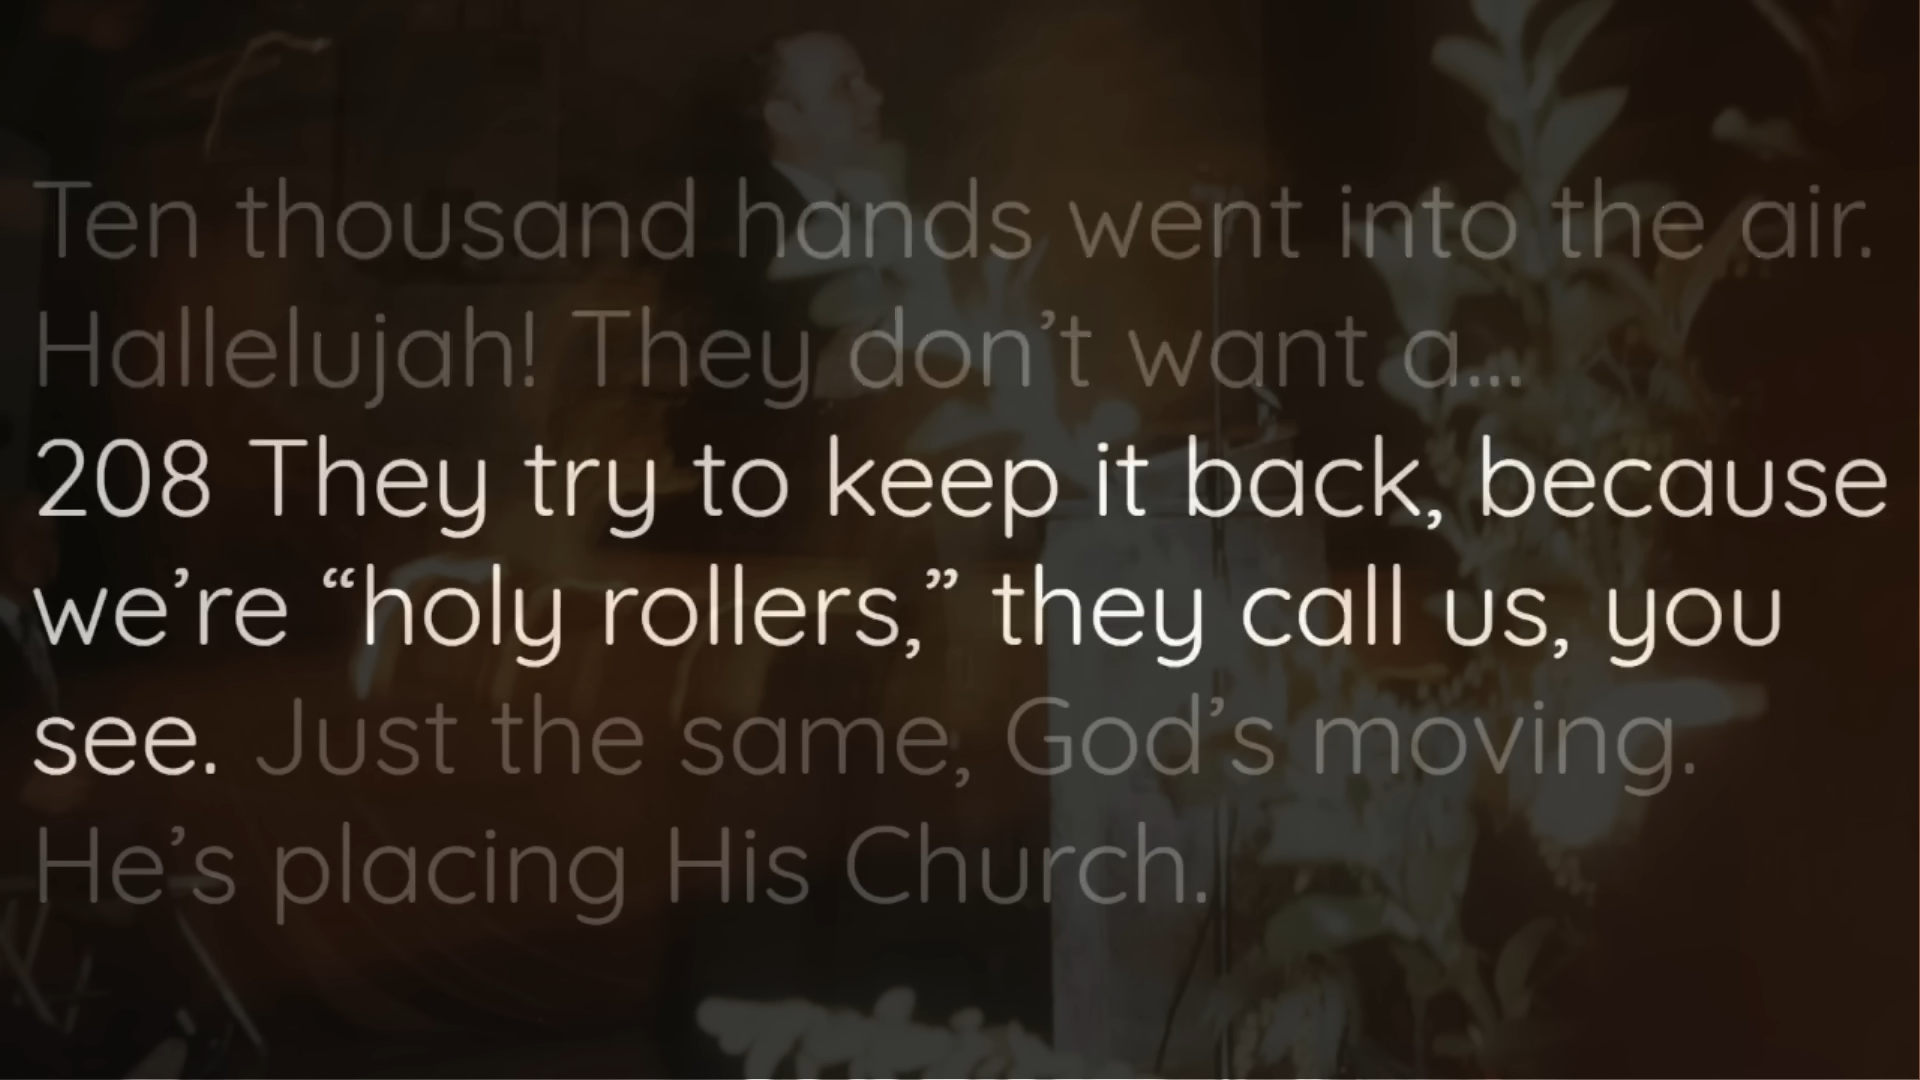 Ten thousand hands went into the air.
Hallelujah! They don’t want a...
208 They try to keep it back, because
we’re “holy rollers,” they call us, you
see. Just the same, God’s moving.
He’s placing His Church.